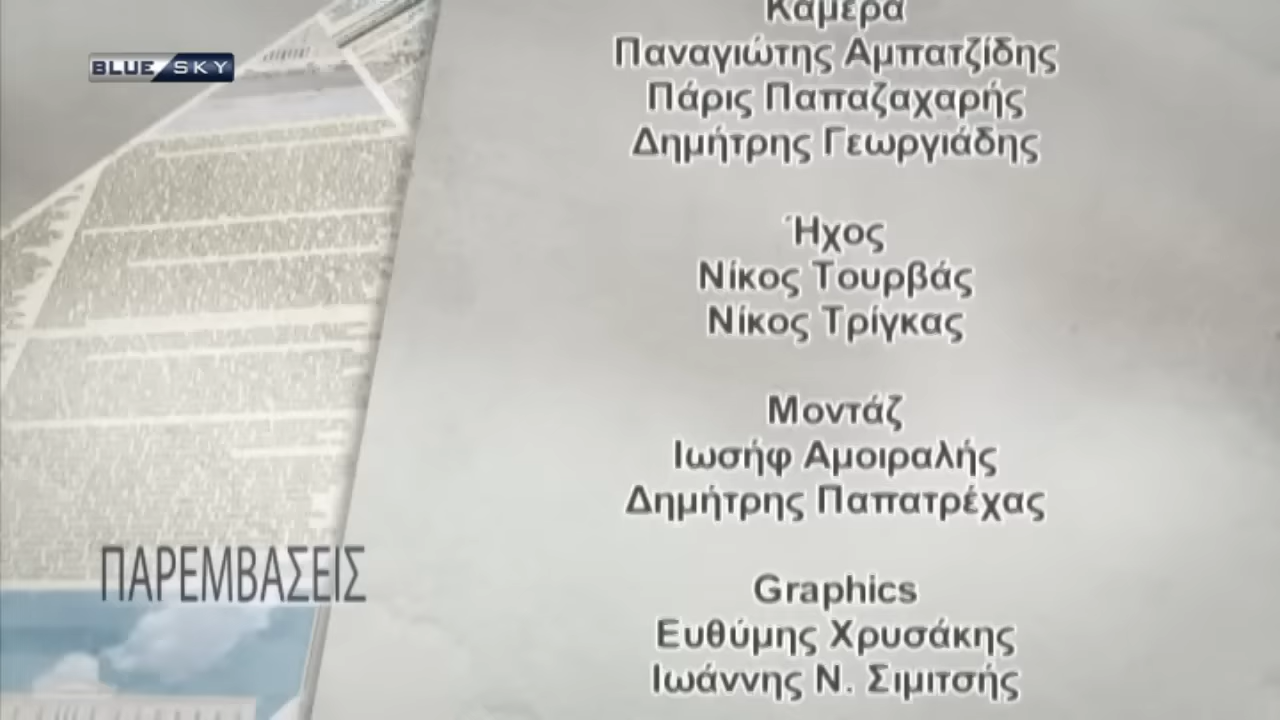 BLUE SKY
Κάμερα
Παναγιώτης Αμπατζίδης
Πάρις Παπαζαχαρής
Δημήτρης Γεωργιάδης
Ήχος
Νίκος Τουρβάς
Νίκος Τρίγκας
Μοντάζ
Ιωσήφ Αμοιραλής
Δημήτρης Παπατρέχας
Graphics
Ευθύμης Χρυσάκης
Ιωάννης Ν. Σιμιτσής
ΠΑΡΕΜΒΑΣΕΙΣ